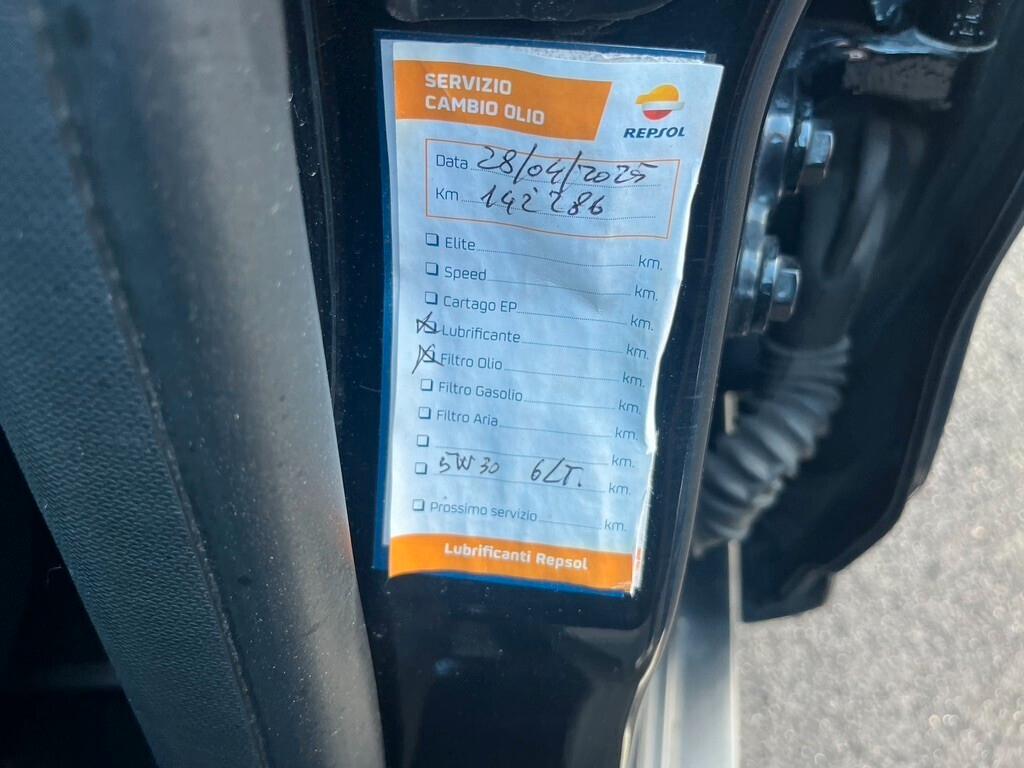 SERVIZIO
CAMBIO OLIO
REPSOL
Data 28/04/2025
Km 142286
Elite km.
Speed km.
Cartago EP km.
Lubrificante km.
Filtro Olio km.
Filtro Gasolio km.
Filtro Aria km.
km.
5W30 6LT. km.
Prossimo servizio km.
Lubrificanti Repsol